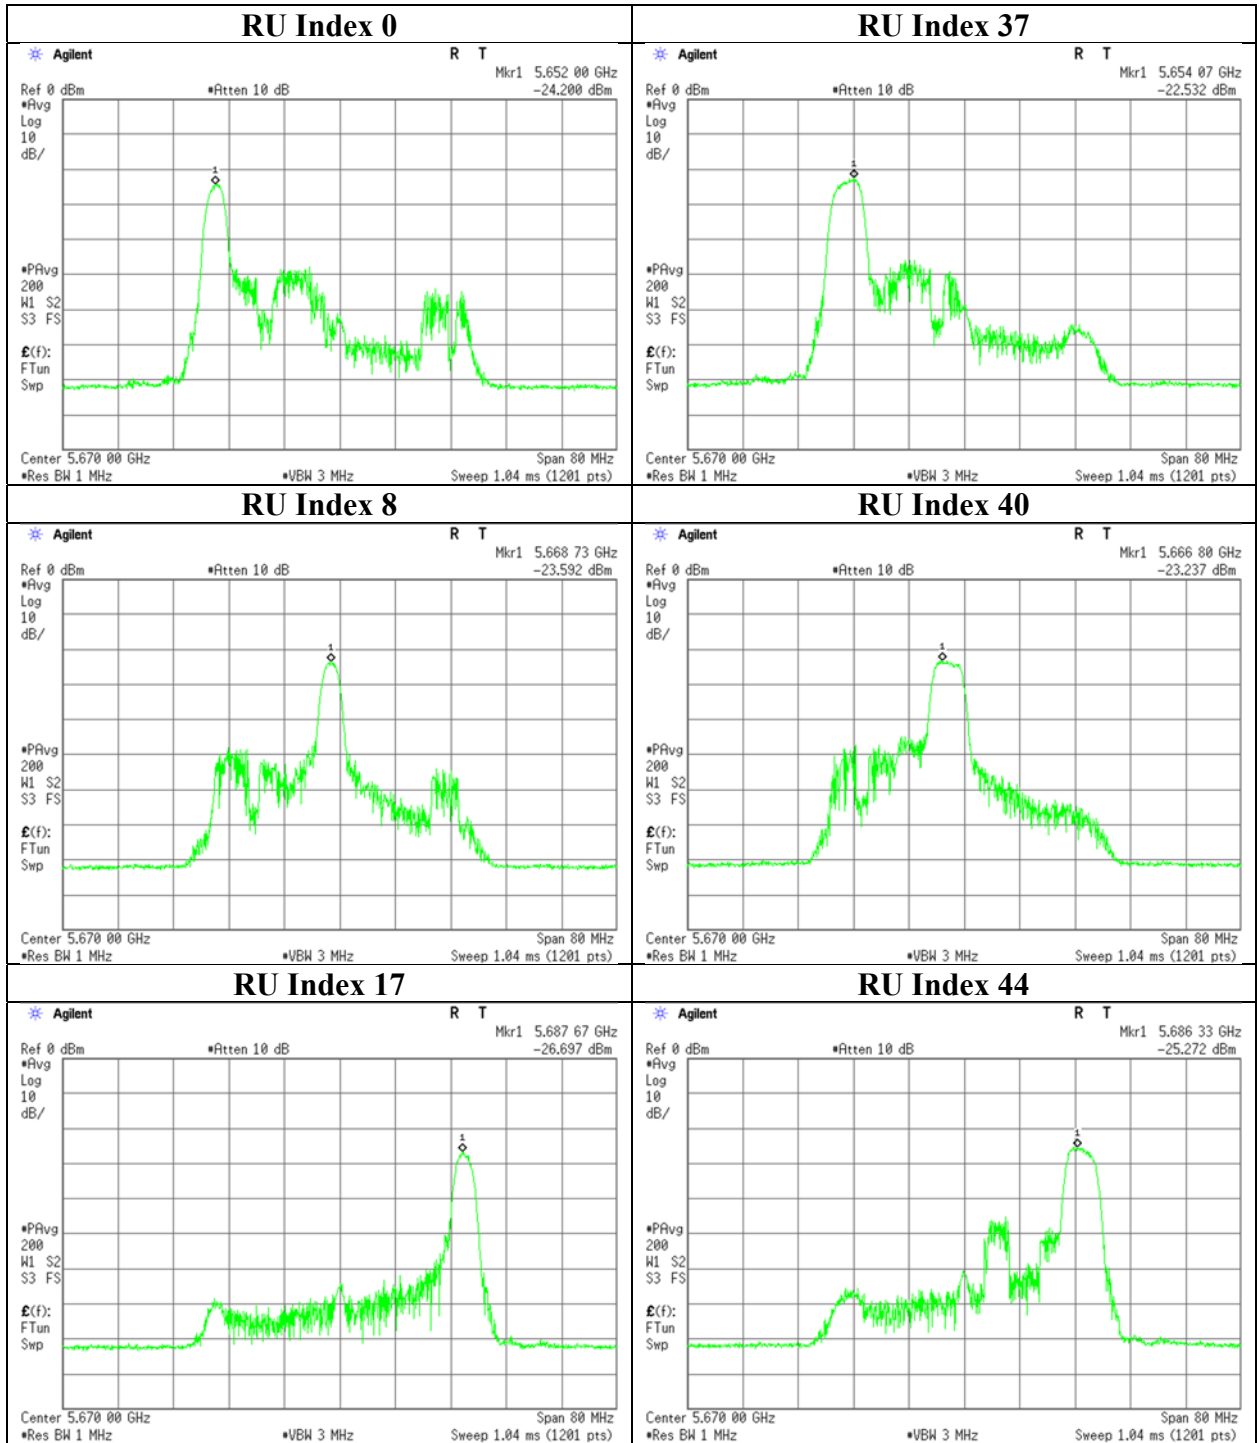 RU Index 0
Agilent
R T
Mkr1 5.652 00 GHz
Ref 0 dBm #Atten 10 dB -24.200 dBm
#Avg
Log
10
dB/
1
#PAvg
200
W1 S2
S3 FS
£(f):
FTun
Swp
Center 5.670 00 GHz Span 80 MHz
#Res BW 1 MHz #VBW 3 MHz Sweep 1.04 ms (1201 pts)
RU Index 37
Agilent
R T
Mkr1 5.654 07 GHz
Ref 0 dBm #Atten 10 dB -22.532 dBm
#Avg
Log
10
dB/
1
#PAvg
200
W1 S2
S3 FS
£(f):
FTun
Swp
Center 5.670 00 GHz Span 80 MHz
#Res BW 1 MHz #VBW 3 MHz Sweep 1.04 ms (1201 pts)
RU Index 8
Agilent
R T
Mkr1 5.668 73 GHz
Ref 0 dBm #Atten 10 dB -23.592 dBm
#Avg
Log
10
dB/
1
#PAvg
200
W1 S2
S3 FS
£(f):
FTun
Swp
Center 5.670 00 GHz Span 80 MHz
#Res BW 1 MHz #VBW 3 MHz Sweep 1.04 ms (1201 pts)
RU Index 40
Agilent
R T
Mkr1 5.666 80 GHz
Ref 0 dBm #Atten 10 dB -23.237 dBm
#Avg
Log
10
dB/
1
#PAvg
200
W1 S2
S3 FS
£(f):
FTun
Swp
Center 5.670 00 GHz Span 80 MHz
#Res BW 1 MHz #VBW 3 MHz Sweep 1.04 ms (1201 pts)
RU Index 17
Agilent
R T
Mkr1 5.687 67 GHz
Ref 0 dBm #Atten 10 dB -26.697 dBm
#Avg
Log
10
dB/
1
#PAvg
200
W1 S2
S3 FS
£(f):
FTun
Swp
Center 5.670 00 GHz Span 80 MHz
#Res BW 1 MHz #VBW 3 MHz Sweep 1.04 ms (1201 pts)
RU Index 44
Agilent
R T
Mkr1 5.686 33 GHz
Ref 0 dBm #Atten 10 dB -25.272 dBm
#Avg
Log
10
dB/
1
#PAvg
200
W1 S2
S3 FS
£(f):
FTun
Swp
Center 5.670 00 GHz Span 80 MHz
#Res BW 1 MHz #VBW 3 MHz Sweep 1.04 ms (1201 pts)